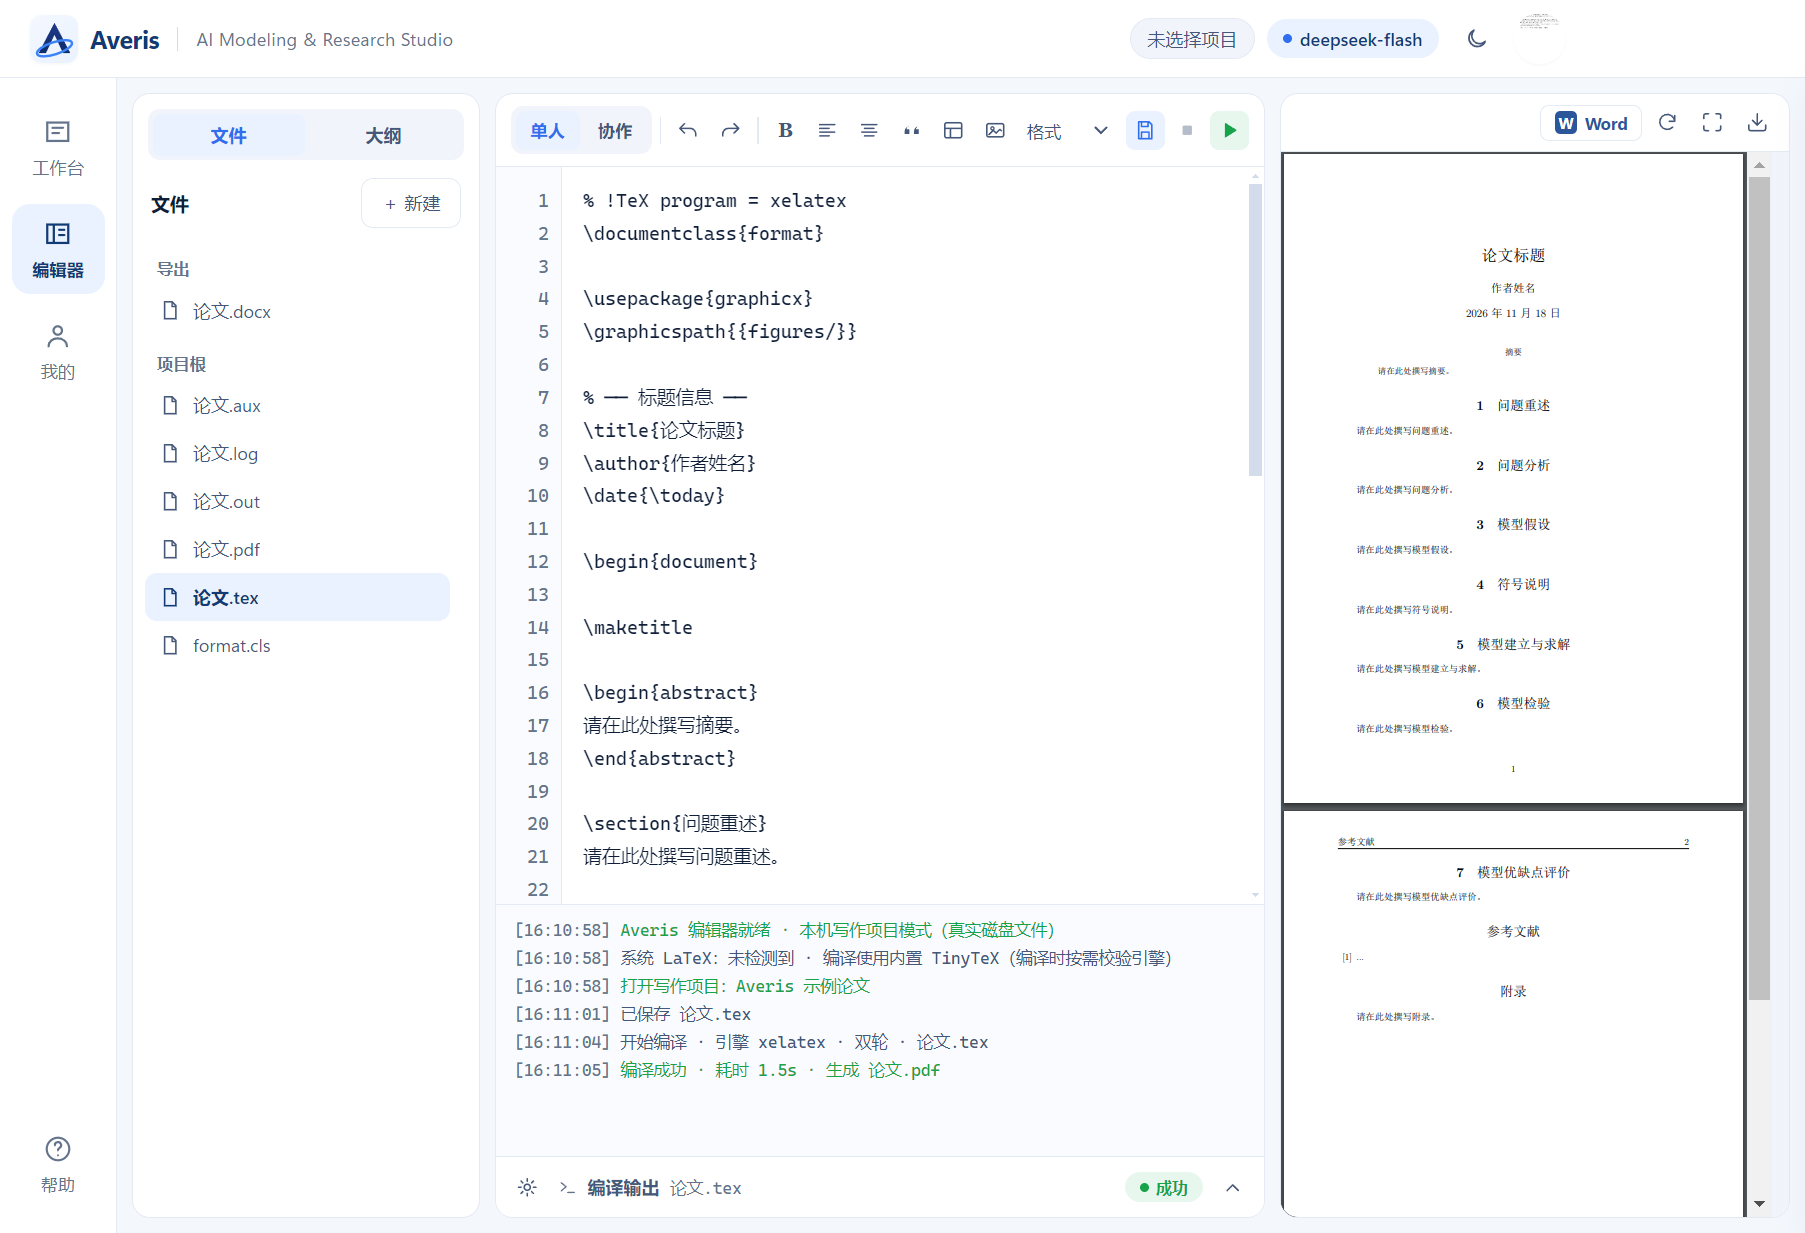 Averis
AI Modeling & Research Studio
未选择项目
deepseek-flash
工作台
编辑器
我的
帮助
文件
大纲
文件
+ 新建
导出
论文.docx
项目根
论文.aux
论文.log
论文.out
论文.pdf
论文.tex
format.cls
单人
协作
B
格式
1 % !TeX program = xelatex
2 \documentclass{format}
3
4 \usepackage{graphicx}
5 \graphicspath{{figures/}}
6
7 % —— 标题信息 ——
8 \title{论文标题}
9 \author{作者姓名}
10 \date{\today}
11
12 \begin{document}
13
14 \maketitle
15
16 \begin{abstract}
17 请在此处撰写摘要。
18 \end{abstract}
19
20 \section{问题重述}
21 请在此处撰写问题重述。
22
[16:10:58] Averis 编辑器就绪 · 本机写作项目模式（真实磁盘文件）
[16:10:58] 系统 LaTeX：未检测到 · 编译使用内置 TinyTeX（编译时按需校验引擎）
[16:10:58] 打开写作项目：Averis 示例论文
[16:11:01] 已保存 论文.tex
[16:11:04] 开始编译 · 引擎 xelatex · 双轮 · 论文.tex
[16:11:05] 编译成功 · 耗时 1.5s · 生成 论文.pdf
编译输出 论文.tex
成功
W Word
论文标题
作者姓名
2026 年 11 月 18 日
摘要
请在此处撰写摘要。
1 问题重述
请在此处撰写问题重述。
2 问题分析
请在此处撰写问题分析。
3 模型假设
请在此处撰写模型假设。
4 符号说明
请在此处撰写符号说明。
5 模型建立与求解
请在此处撰写模型建立与求解。
6 模型检验
请在此处撰写模型检验。
1
参考文献 2
7 模型优缺点评价
请在此处撰写模型优缺点评价。
参考文献
[1] ...
附录
请在此处撰写附录。